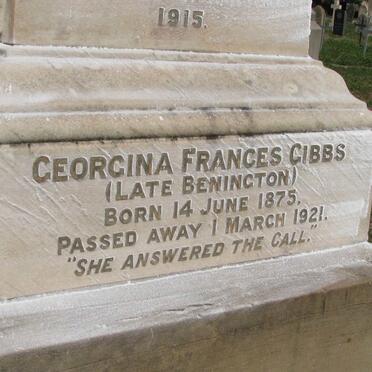 1915.
GEORGINA FRANCES GIBBS
(LATE BENINGTON)
BORN 14 JUNE 1875.
PASSED AWAY 1 MARCH 1921.
"SHE ANSWERED THE CALL."